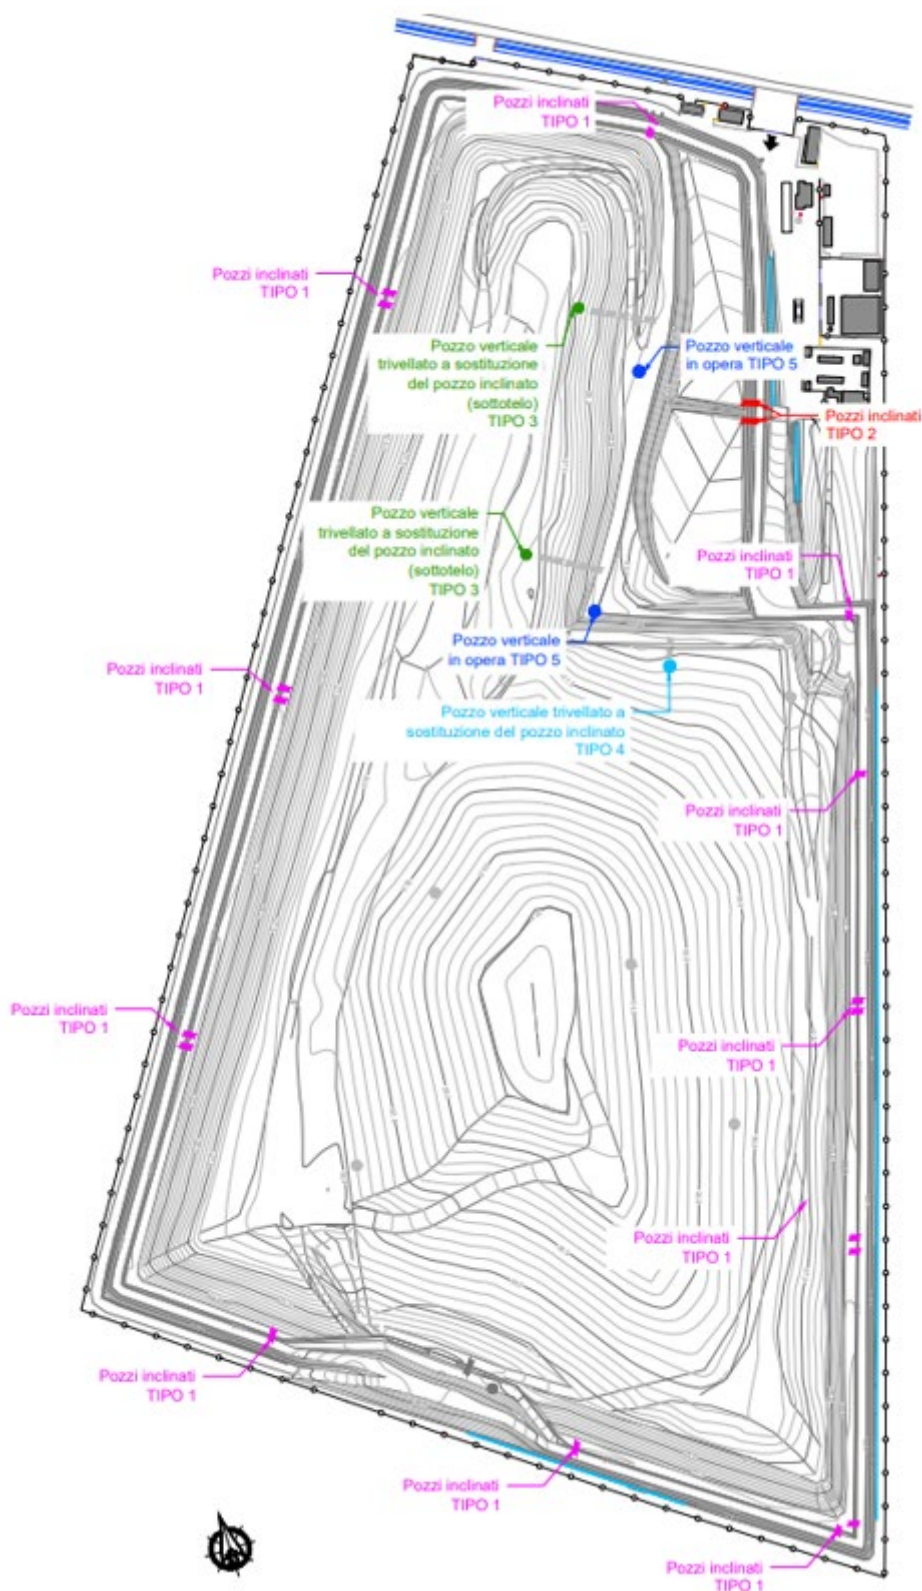 Pozzi inclinati
TIPO 1
Pozzi inclinati
TIPO 1
Pozzo verticale
trivellato a sostituzione
del pozzo inclinato
(sottotelo)
TIPO 3
Pozzo verticale
in opera TIPO 5
Pozzi inclinati
TIPO 2
Pozzo verticale
trivellato a sostituzione
del pozzo inclinato
(sottotelo)
TIPO 3
Pozzi inclinati
TIPO 1
Pozzo verticale
in opera TIPO 5
Pozzi inclinati
TIPO 1
Pozzo verticale trivellato a
sostituzione del pozzo inclinato
TIPO 4
Pozzi inclinati
TIPO 1
Pozzi inclinati
TIPO 1
Pozzi inclinati
TIPO 1
Pozzi inclinati
TIPO 1
Pozzi inclinati
TIPO 1
Pozzi inclinati
TIPO 1
Pozzi inclinati
TIPO 1